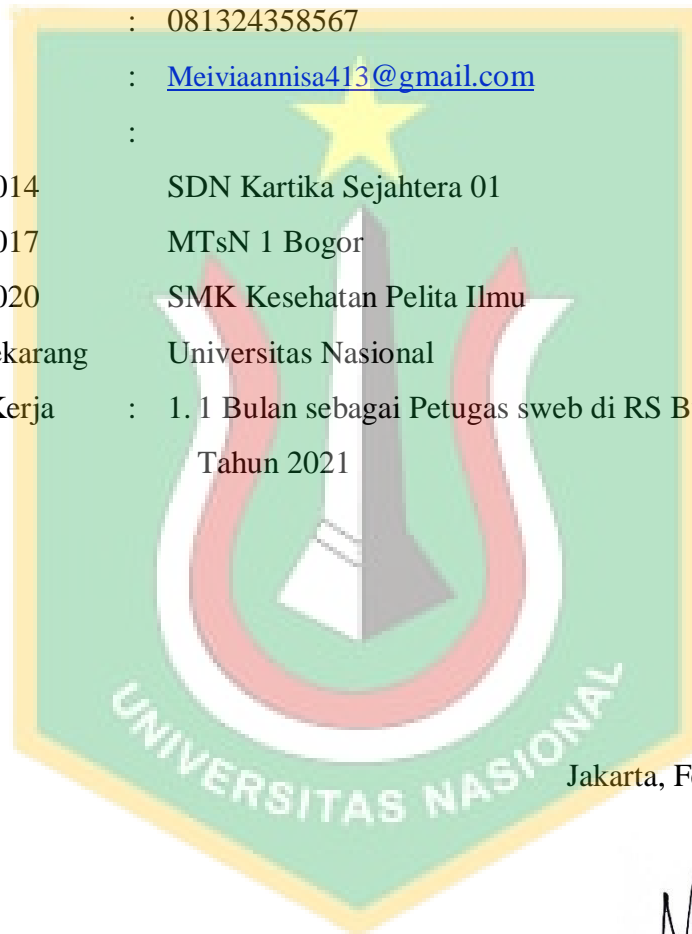 : 081324358567
: Meiviaannisa413@gmail.com
:
014 SDN Kartika Sejahtera 01
017 MTsN 1 Bogor
020 SMK Kesehatan Pelita Ilmu
ekarang Universitas Nasional
Kerja : 1. 1 Bulan sebagai Petugas sweb di RS B
Tahun 2021
UNIVERSITAS NASIONAL
Jakarta, F